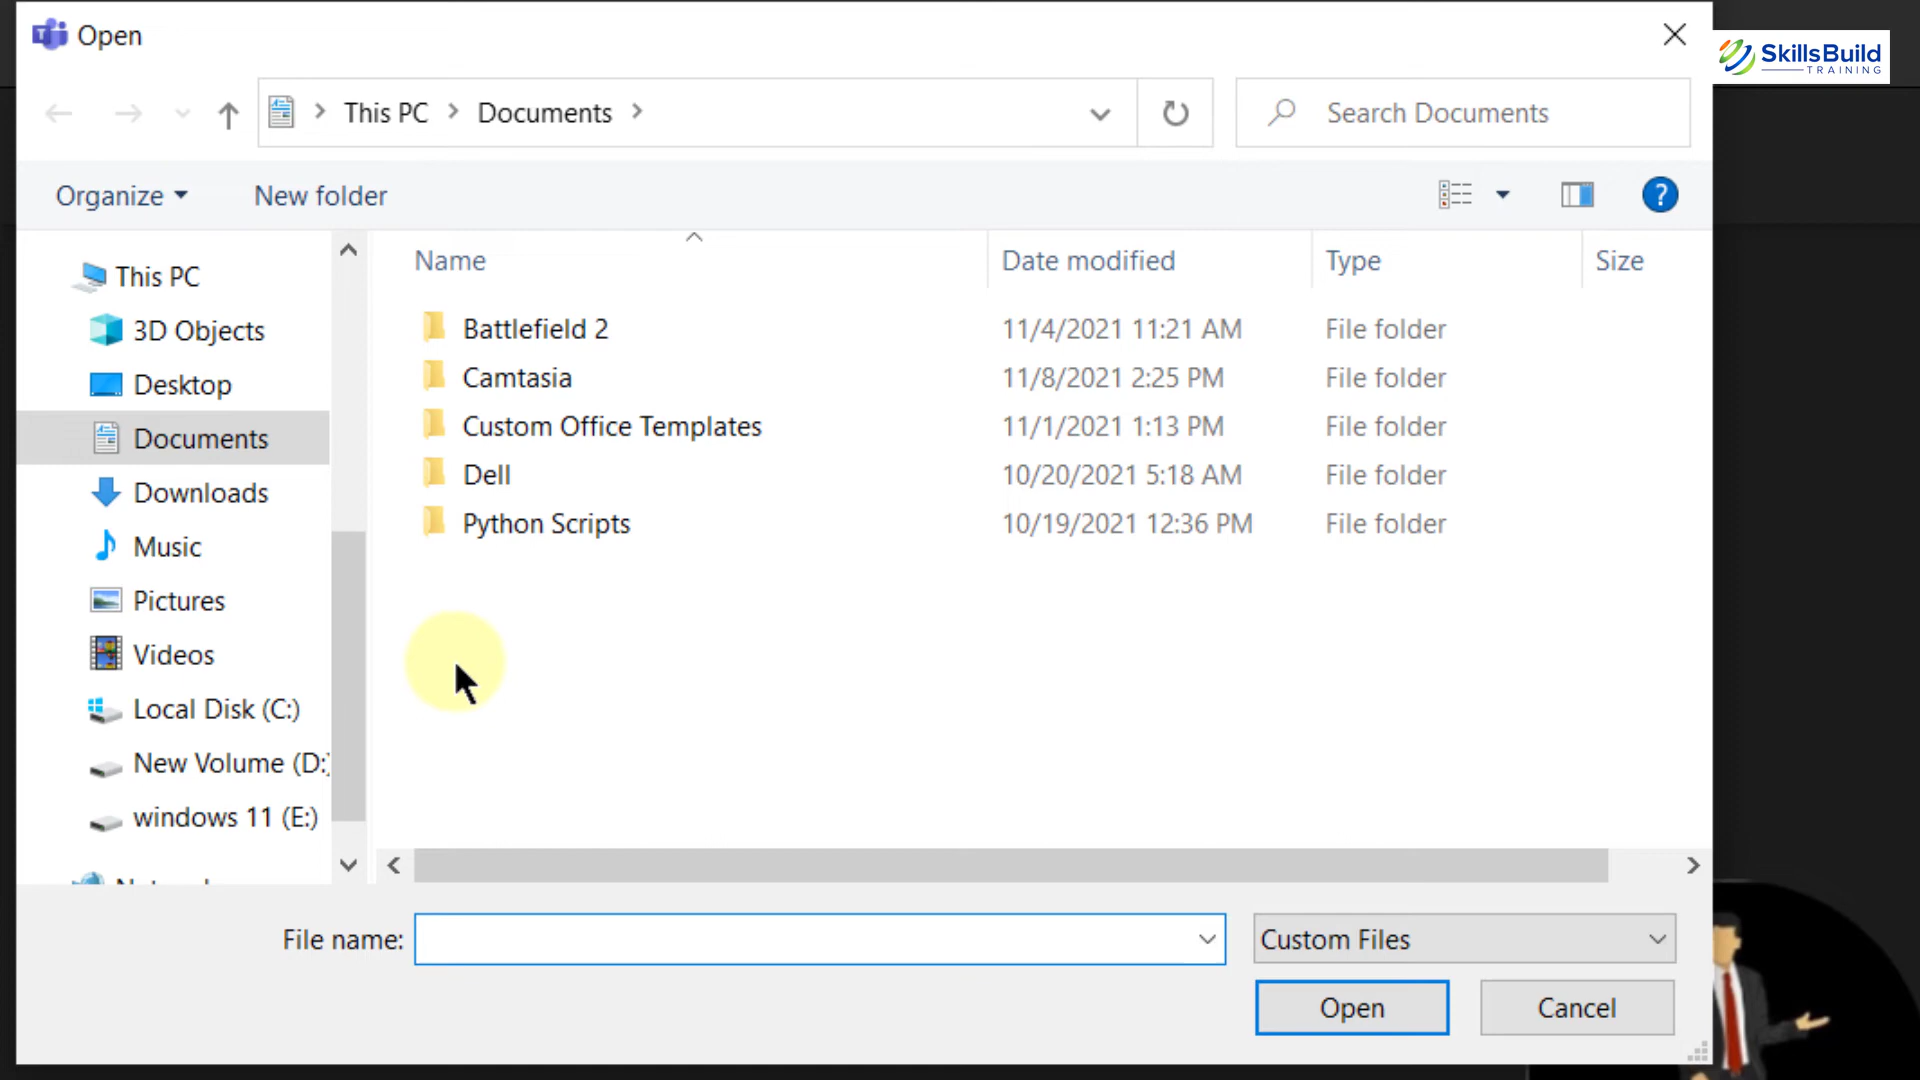 Open
SkillsBuild
TRAINING
This PC
Documents
Search Documents
Organize
New folder
Name
Date modified
Type
Size
This PC
3D Objects
Desktop
Documents
Downloads
Music
Pictures
Videos
Local Disk (C:)
New Volume (D:)
windows 11 (E:)
Battlefield 2 11/4/2021 11:21 AM File folder
Camtasia 11/8/2021 2:25 PM File folder
Custom Office Templates 11/1/2021 1:13 PM File folder
Dell 10/20/2021 5:18 AM File folder
Python Scripts 10/19/2021 12:36 PM File folder
File name:
Custom Files
Open
Cancel